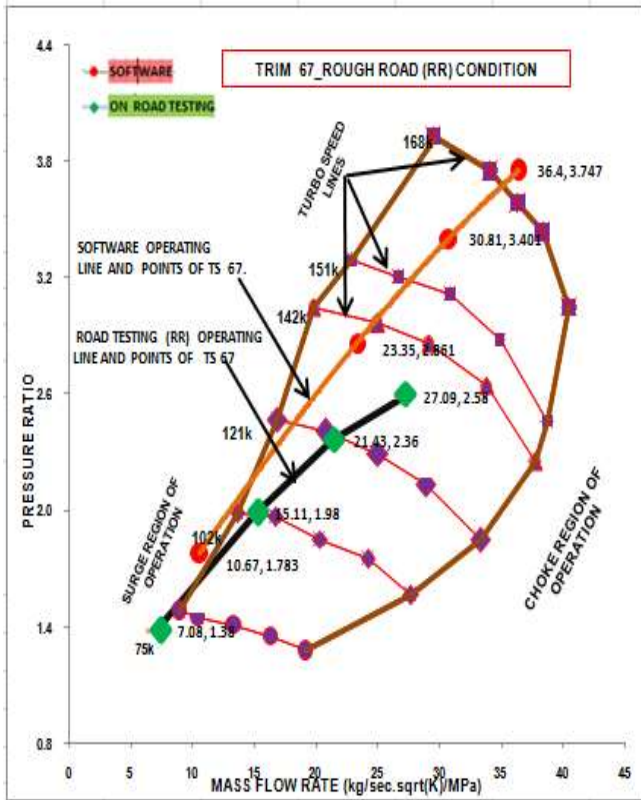 TRIM 67_ROUGH ROAD (RR) CONDITION
SOFTWARE
ON ROAD TESTING
4.4
3.8
3.2
2.6
2.0
1.4
0.8
PRESSURE RATIO
168k
36.4, 3.747
TURBO SPEED
LINES
30.81, 3.401
SOFTWARE OPERATING
LINE AND POINTS OF TS 67.
151k
142k
ROAD TESTING (RR) OPERATING
LINE AND POINTS OF TS 67
23.35, 2.861
27.09, 2.58
121k
21.43, 2.36
15.11, 1.98
102k
10.67, 1.783
SURGE REGION OF
OPERATION
CHOKE REGION OF
OPERATION
7.08, 1.38
75k
0
5
10
15
20
25
30
35
40
45
MASS FLOW RATE (kg/sec.sqrt(K)/MPa)